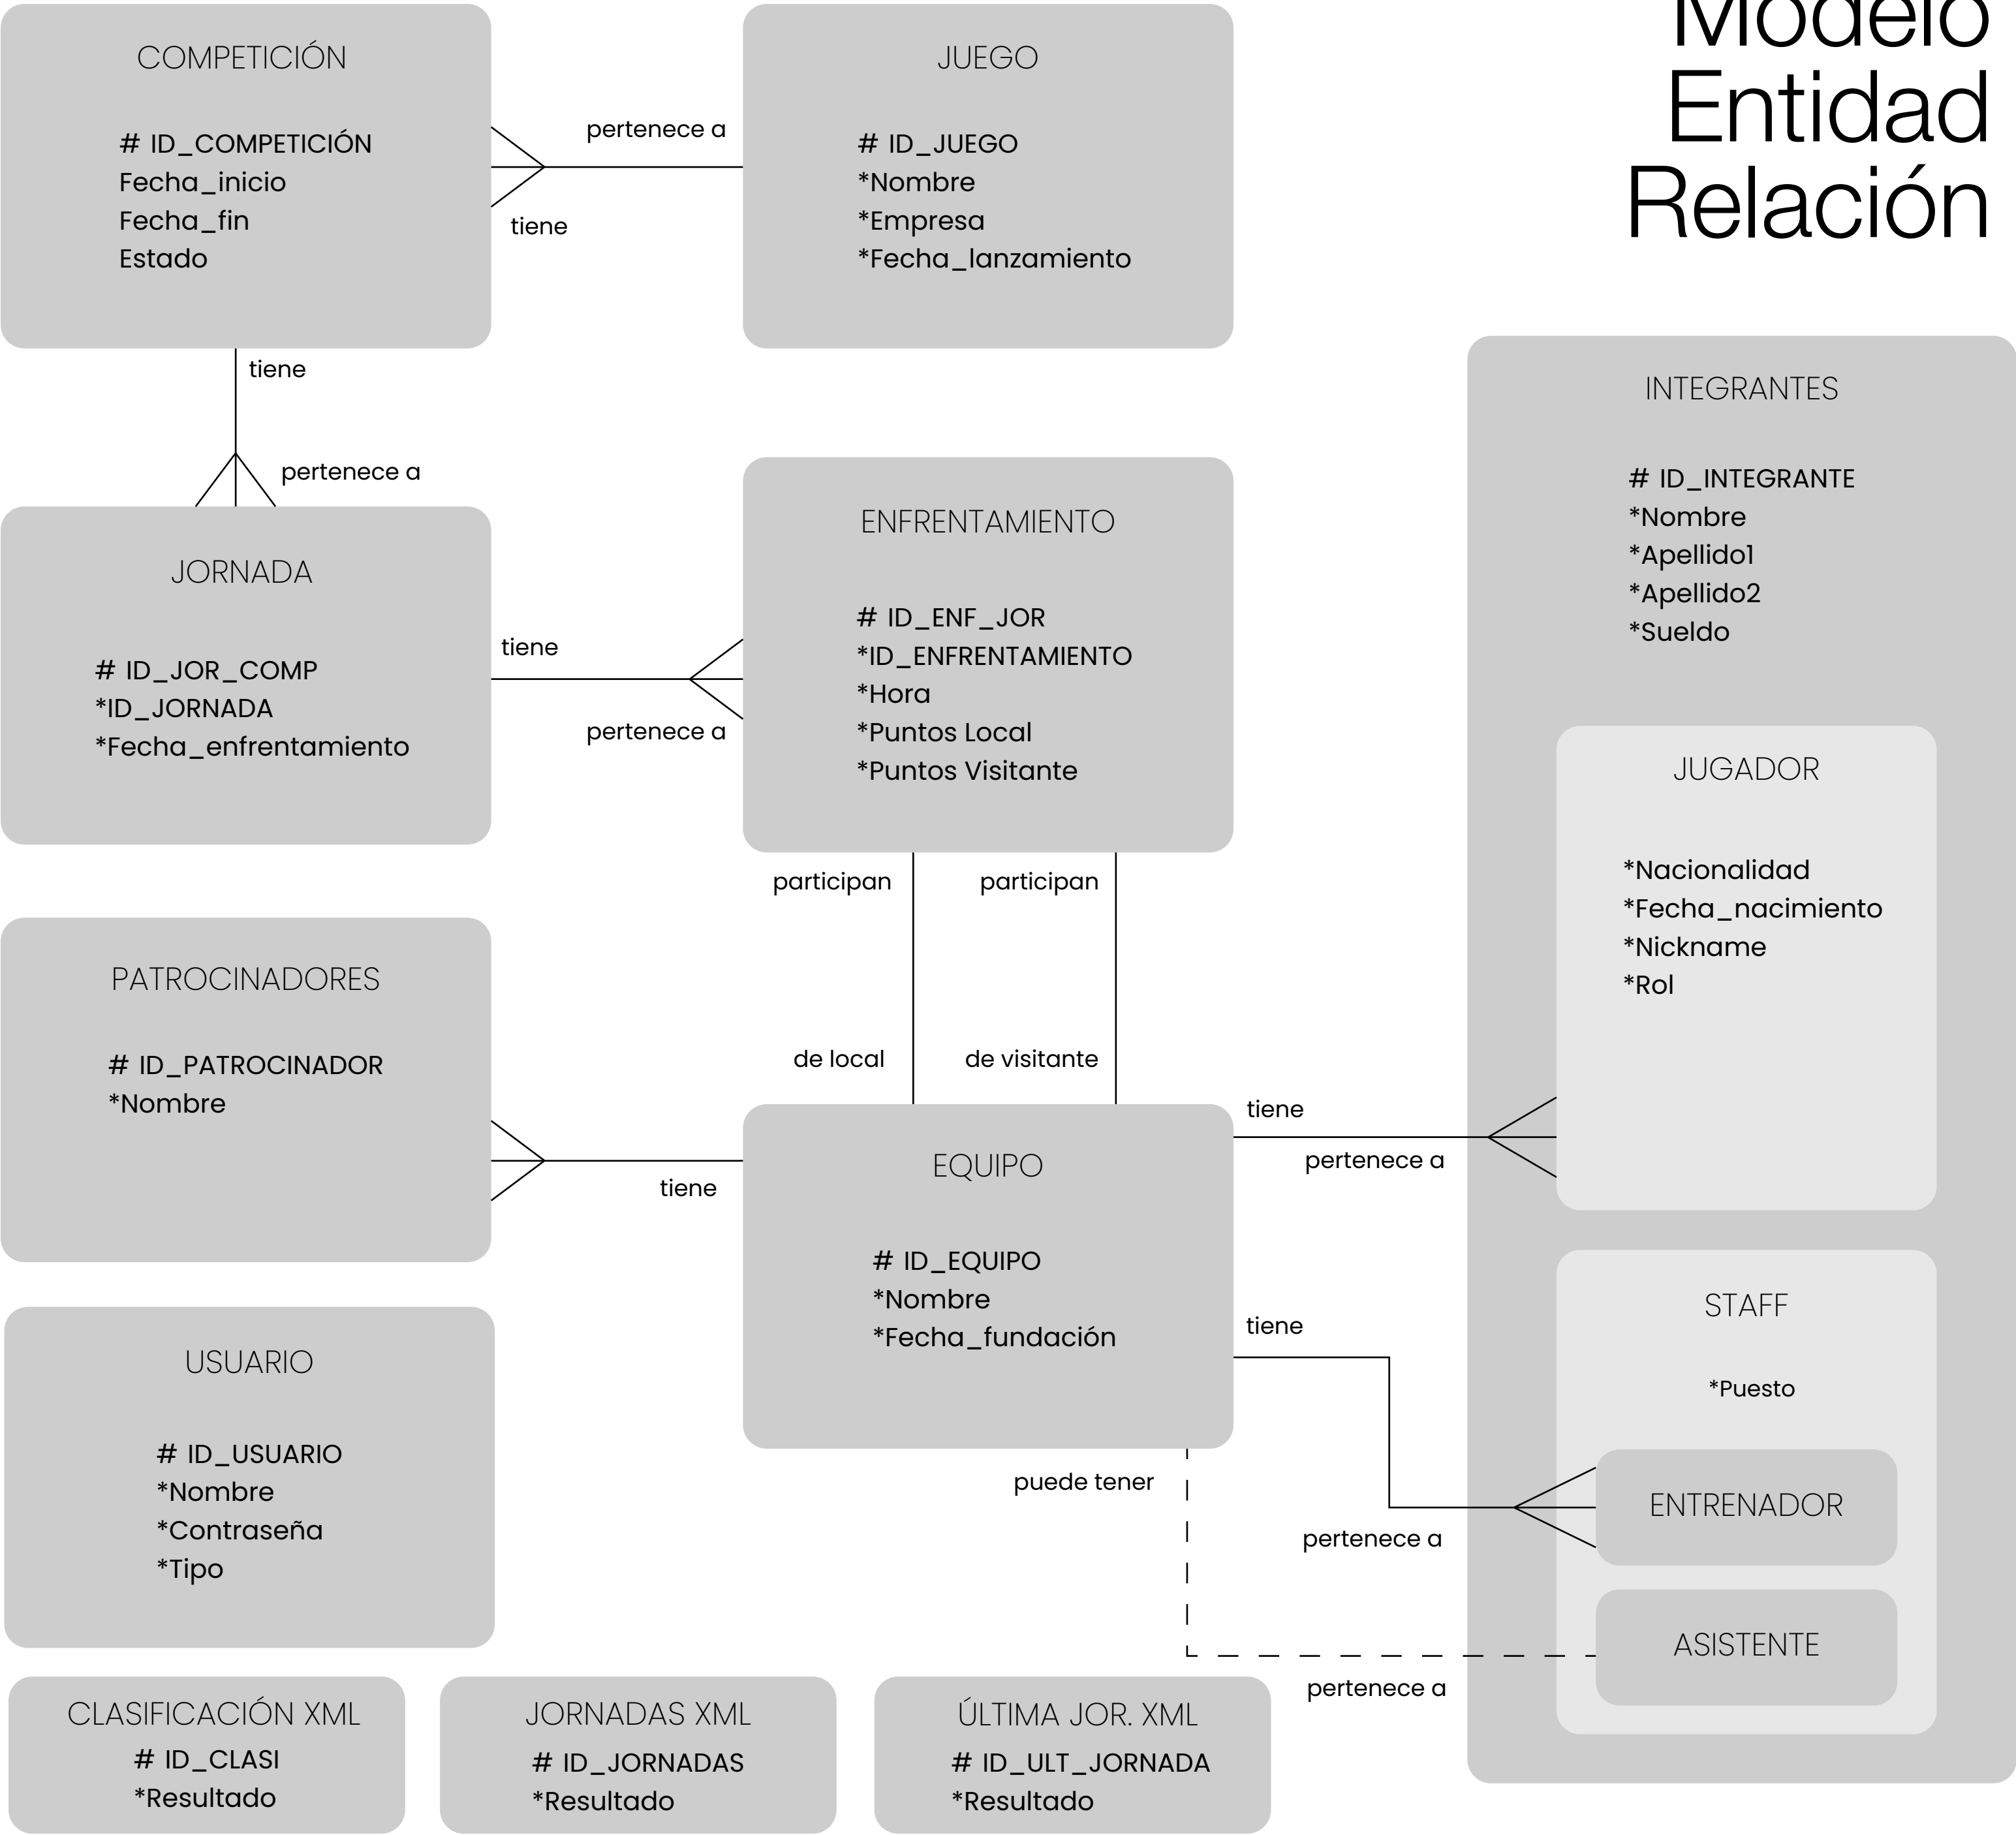 Modelo
Entidad
Relación
COMPETICIÓN
# ID_COMPETICIÓN
Fecha_inicio
Fecha_fin
Estado
pertenece a
tiene
JUEGO
# ID_JUEGO
*Nombre
*Empresa
*Fecha_lanzamiento
tiene
pertenece a
JORNADA
# ID_JOR_COMP
*ID_JORNADA
*Fecha_enfrentamiento
tiene
pertenece a
ENFRENTAMIENTO
# ID_ENF_JOR
*ID_ENFRENTAMIENTO
*Hora
*Puntos Local
*Puntos Visitante
participan
participan
de local
de visitante
PATROCINADORES
# ID_PATROCINADOR
*Nombre
tiene
EQUIPO
# ID_EQUIPO
*Nombre
*Fecha_fundación
tiene
pertenece a
tiene
pertenece a
puede tener
pertenece a
INTEGRANTES
# ID_INTEGRANTE
*Nombre
*Apellido1
*Apellido2
*Sueldo
JUGADOR
*Nacionalidad
*Fecha_nacimiento
*Nickname
*Rol
STAFF
*Puesto
ENTRENADOR
ASISTENTE
USUARIO
# ID_USUARIO
*Nombre
*Contraseña
*Tipo
CLASIFICACIÓN XML
# ID_CLASI
*Resultado
JORNADAS XML
# ID_JORNADAS
*Resultado
ÚLTIMA JOR. XML
# ID_ULT_JORNADA
*Resultado